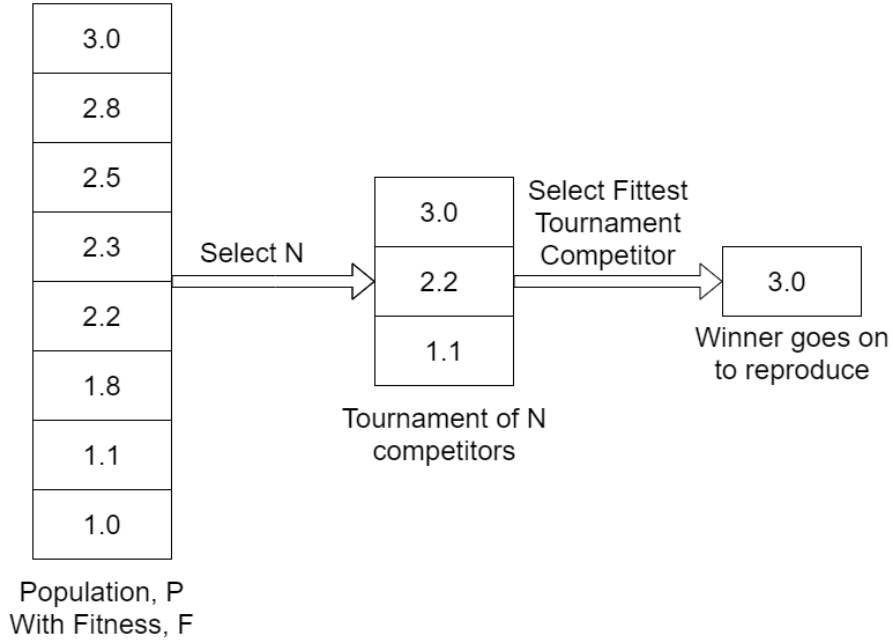 3.0
2.8
2.5
2.3
2.2
1.8
1.1
1.0
Population, P
With Fitness, F
Select N
3.0
2.2
1.1
Tournament of N
competitors
Select Fittest
Tournament
Competitor
3.0
Winner goes on
to reproduce